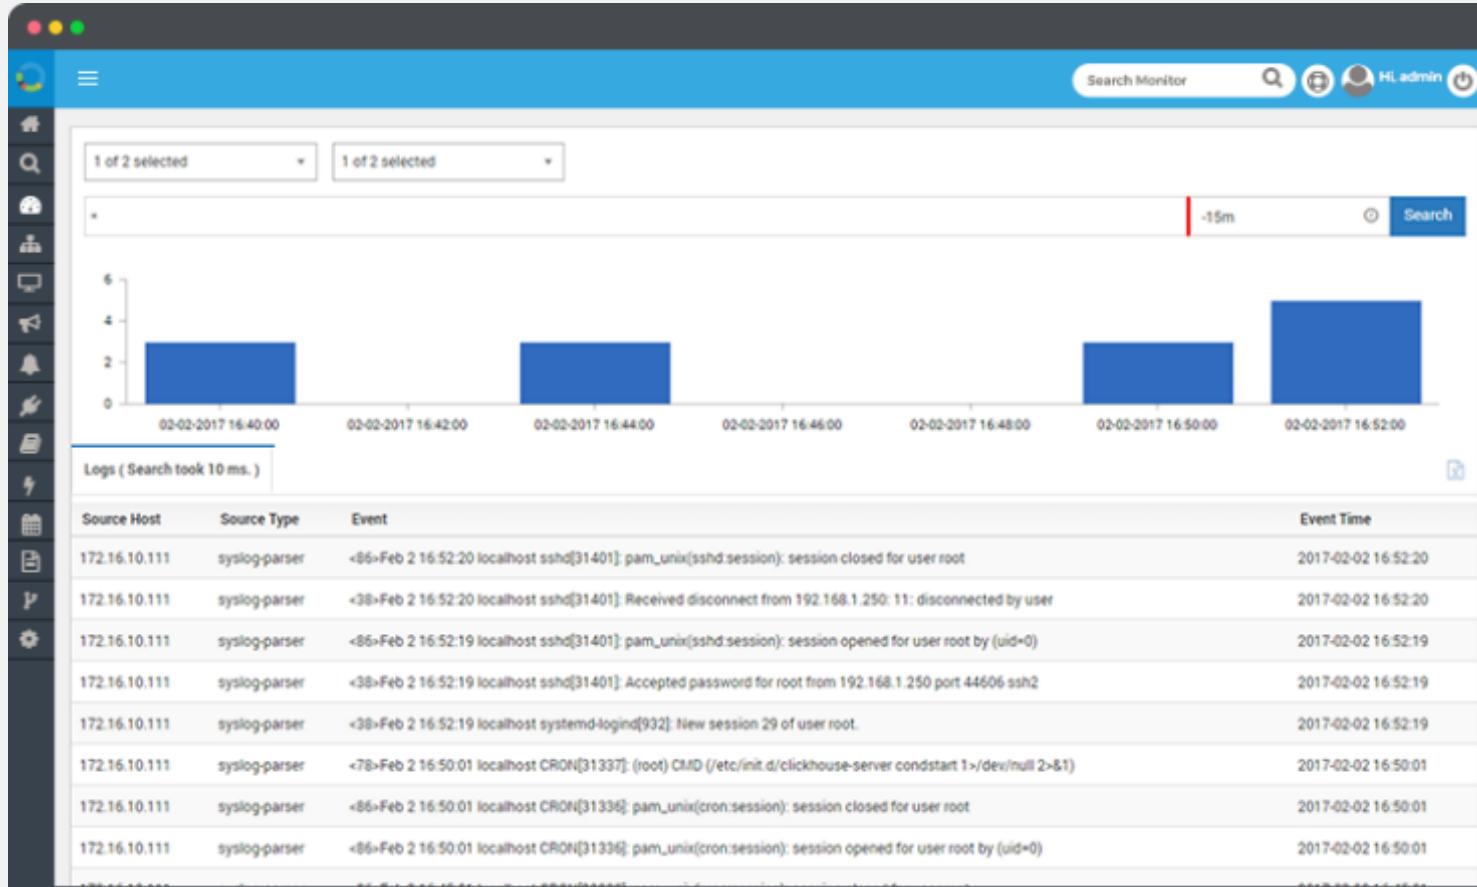 Search Monitor
Hi, admin
1 of 2 selected 1 of 2 selected
* -15m Search
6
4
2
0
02-02-2017 16:40:00 02-02-2017 16:42:00 02-02-2017 16:44:00 02-02-2017 16:46:00 02-02-2017 16:48:00 02-02-2017 16:50:00 02-02-2017 16:52:00
Logs ( Search took 10 ms. )
Source Host Source Type Event Event Time
172.16.10.111 syslog-parser <86>Feb 2 16:52:20 localhost sshd[31401]: pam_unix(sshd:session): session closed for user root 2017-02-02 16:52:20
172.16.10.111 syslog-parser <38>Feb 2 16:52:20 localhost sshd[31401]: Received disconnect from 192.168.1.250: 11: disconnected by user 2017-02-02 16:52:20
172.16.10.111 syslog-parser <86>Feb 2 16:52:19 localhost sshd[31401]: pam_unix(sshd:session): session opened for user root by (uid=0) 2017-02-02 16:52:19
172.16.10.111 syslog-parser <38>Feb 2 16:52:19 localhost sshd[31401]: Accepted password for root from 192.168.1.250 port 44606 ssh2 2017-02-02 16:52:19
172.16.10.111 syslog-parser <38>Feb 2 16:52:19 localhost systemd-logind[932]: New session 29 of user root. 2017-02-02 16:52:19
172.16.10.111 syslog-parser <78>Feb 2 16:50:01 localhost CRON[31337]: (root) CMD (/etc/init.d/clickhouse-server condstart 1>/dev/null 2>&1) 2017-02-02 16:50:01
172.16.10.111 syslog-parser <86>Feb 2 16:50:01 localhost CRON[31336]: pam_unix(cron:session): session closed for user root 2017-02-02 16:50:01
172.16.10.111 syslog-parser <86>Feb 2 16:50:01 localhost CRON[31336]: pam_unix(cron:session): session opened for user root by (uid=0) 2017-02-02 16:50:01